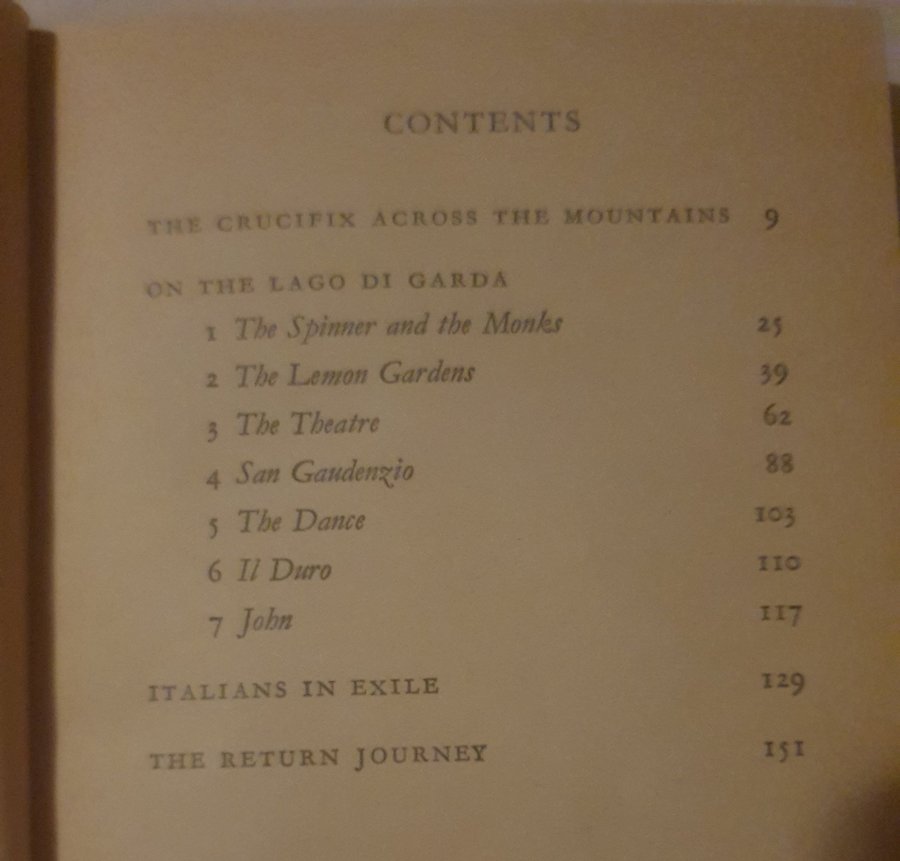 CONTENTS
THE CRUCIFIX ACROSS THE MOUNTAINS 9
ON THE LAGO DI GARDA
1 The Spinner and the Monks 25
2 The Lemon Gardens 39
3 The Theatre 62
4 San Gaudenzio 88
5 The Dance 103
6 Il Duro 110
7 John 117
ITALIANS IN EXILE 129
THE RETURN JOURNEY 151